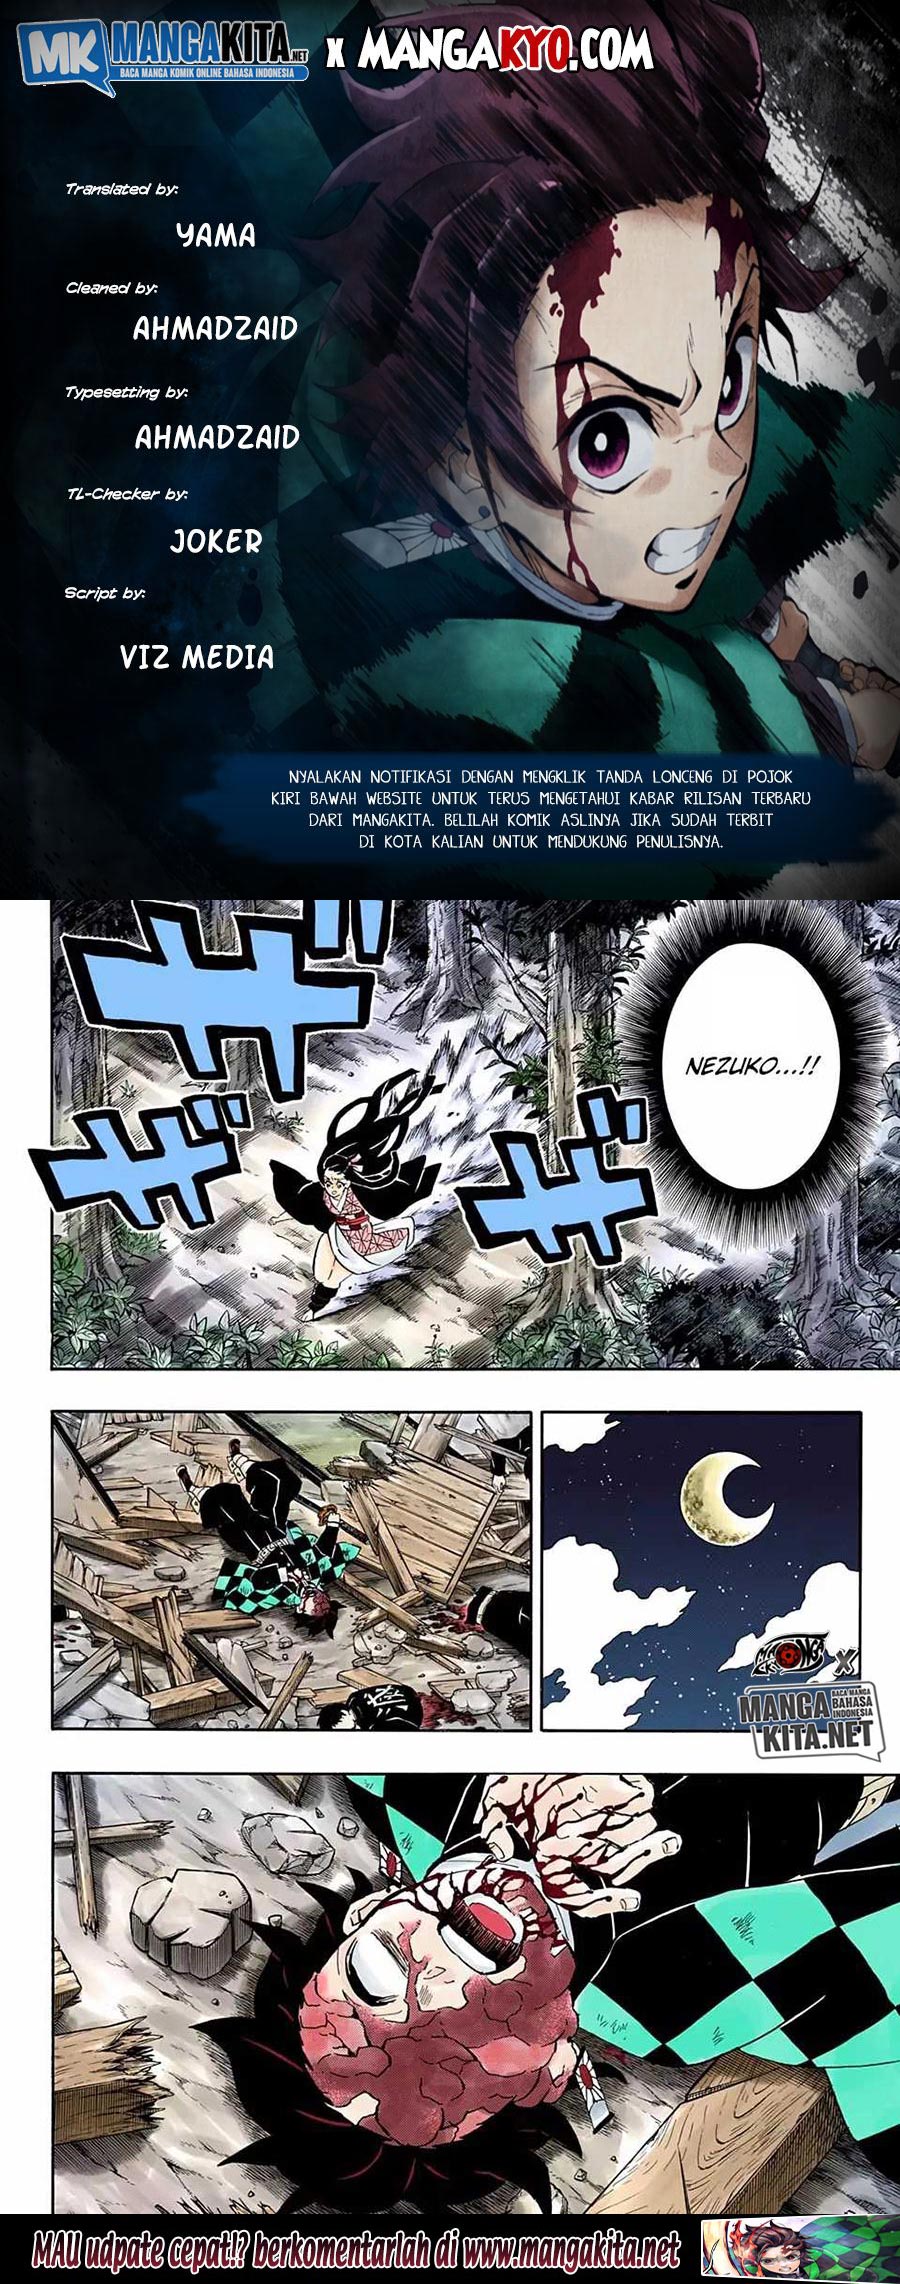 MK MANGAKITA.NET x MANGAKYO.COM
BACA MANGA KOMIK ONLINE BAHASA INDONESIA
Translated by:
YAMA
Cleaned by:
AHMADZAID
Typesetting by:
AHMADZAID
TL-Checker by:
JOKER
Script by:
VIZ MEDIA
NYALAKAN NOTIFIKASI DENGAN MENGKLIK TANDA LONCENG DI POJOK
KIRI BAWAH WEBSITE UNTUK TERUS MENGETAHUI KABAR RILISAN TERBARU
DARI MANGAKITA. BELILAH KOMIK ASLINYA JIKA SUDAH TERBIT
DI KOTA KALIAN UNTUK MENDUKUNG PENULISNYA.
ザ
ザ
NEZUKO...!!
ザ
ザ
X
MANGA BACA MANGA BAHASA INDONESIA
KITA.NET
MAU udpate cepat!? berkomentarlah di www.mangakita.net